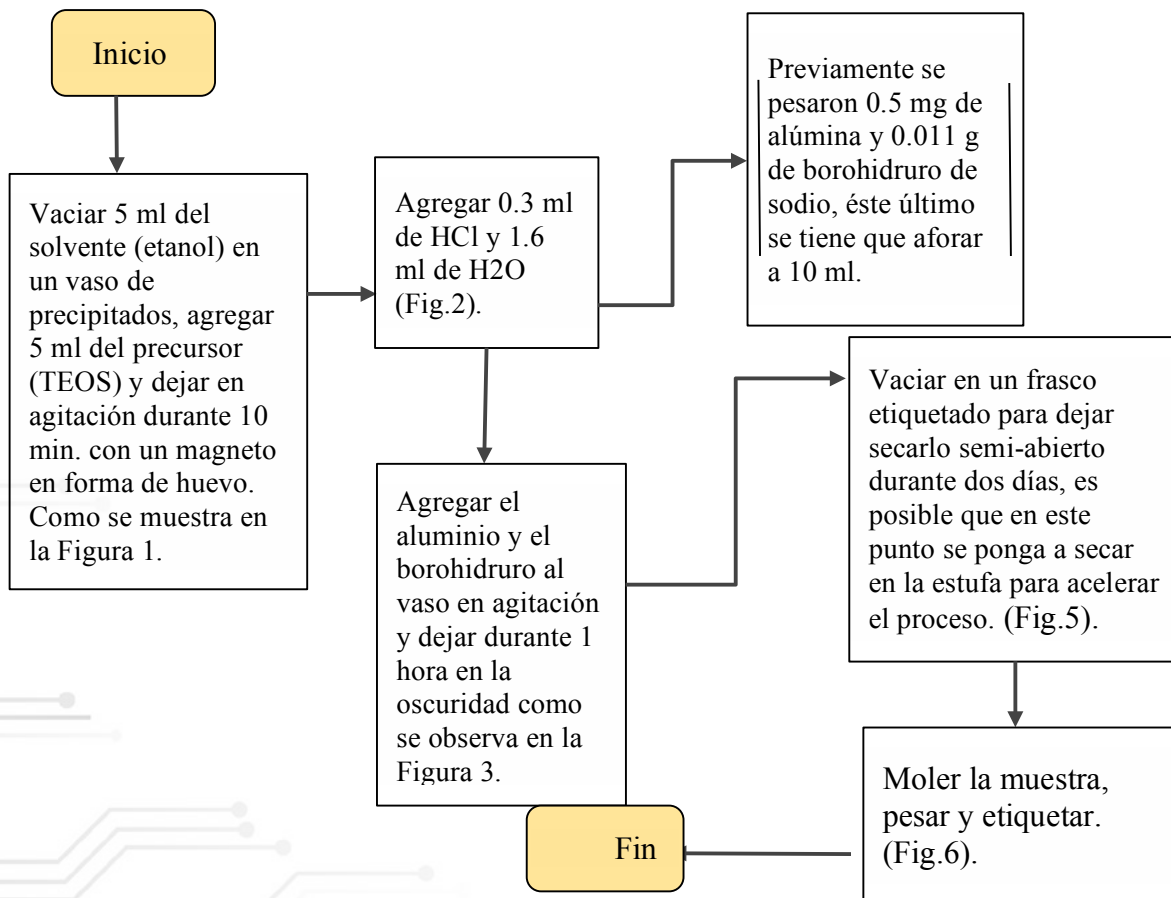 Inicio
Vaciar 5 ml del
solvente (etanol) en
un vaso de
precipitados, agregar
5 ml del precursor
(TEOS) y dejar en
agitación durante 10
min. con un magneto
en forma de huevo.
Como se muestra en
la Figura 1.
Agregar 0.3 ml
de HCl y 1.6
ml de H2O
(Fig.2).
Previamente se
pesaron 0.5 mg de
alúmina y 0.011 g
de borohidruro de
sodio, éste último
se tiene que aforar
a 10 ml.
Agregar el
aluminio y el
borohidruro al
vaso en agitación
y dejar durante 1
hora en la
oscuridad como
se observa en la
Figura 3.
Vaciar en un frasco
etiquetado para dejar
secarlo semi-abierto
durante dos días, es
posible que en este
punto se ponga a secar
en la estufa para acelerar
el proceso. (Fig.5).
Moler la muestra,
pesar y etiquetar.
(Fig.6).
Fin